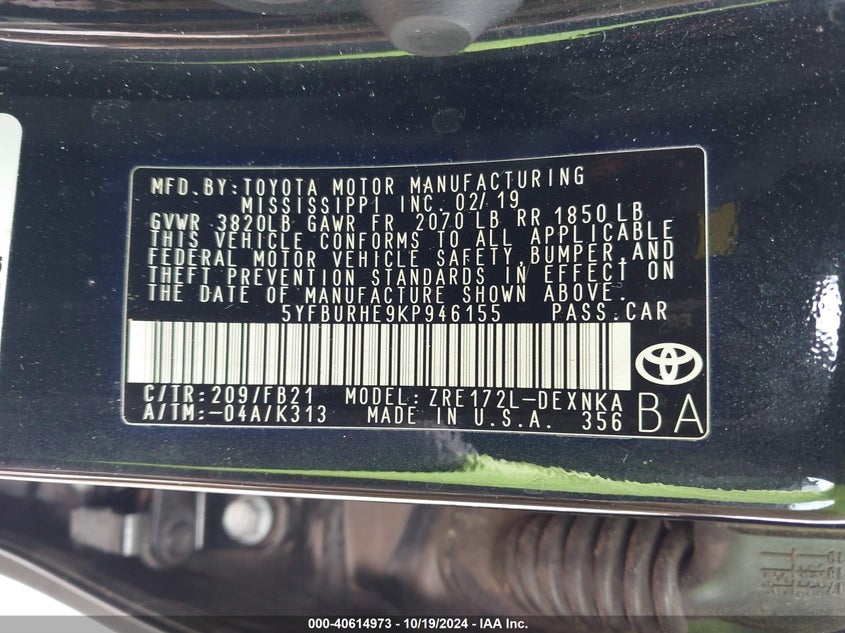 MFD. BY: TOYOTA MOTOR MANUFACTURING
MISSISSIPPI INC. 02/19
GVWR 3820LB GAWR FR 2070 LB RR 1850 LB
THIS VEHICLE CONFORMS TO ALL APPLICABLE
FEDERAL MOTOR VEHICLE SAFETY, BUMPER, AND
THEFT PREVENTION STANDARDS IN EFFECT ON
THE DATE OF MANUFACTURE SHOWN ABOVE.
5YFBURHE9KP946155 PASS. CAR
C/TR: 209/FB21 MODEL: ZRE172L-DEXNKA
A/TM: -04A/K313 MADE IN U.S.A. 356
BA
000-40614973 - 10/19/2024 - IAA Inc.